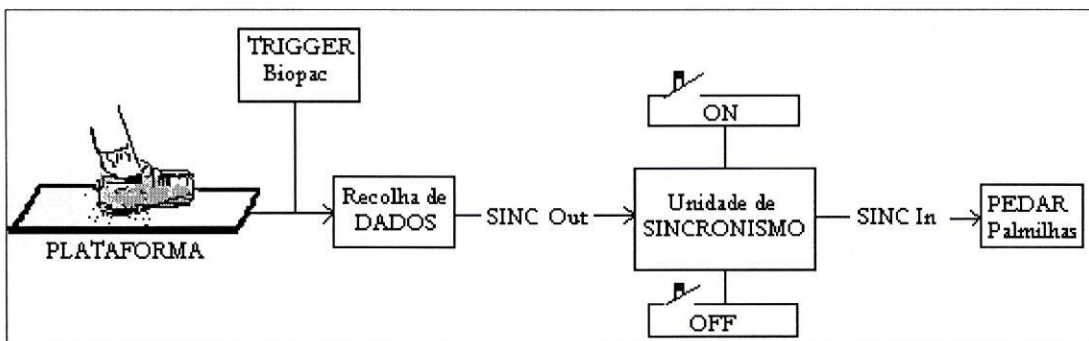 TRIGGER
Biopac
ON
Recolha de
DADOS
SINC Out
Unidade de
SINCRONISMO
SINC In
PEDAR
Palmilhas
PLATAFORMA
OFF